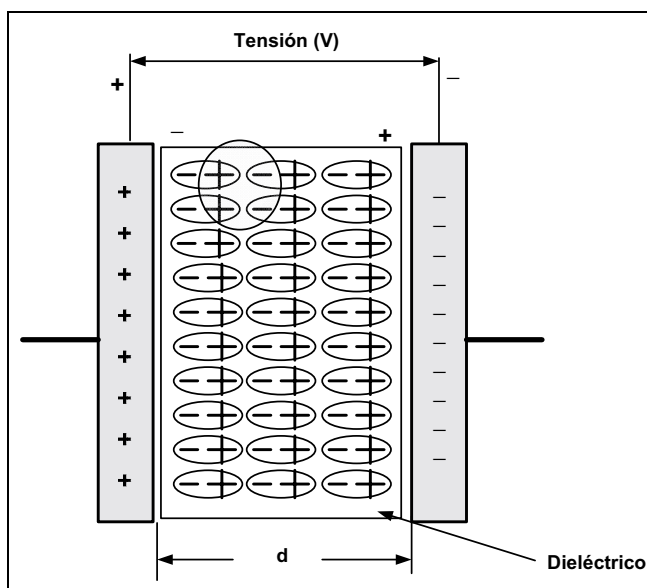 Tensión (V)
+ −
− +
+ − + − + − + −
+ − + − + − + −
+ − + − + − + −
+ − + − + − + −
+ − + − + − + −
+ − + − + − + −
+ − + − + − + −
+ − + − + − + −
− + − + − +
− + − + − +
d
Dieléctrico